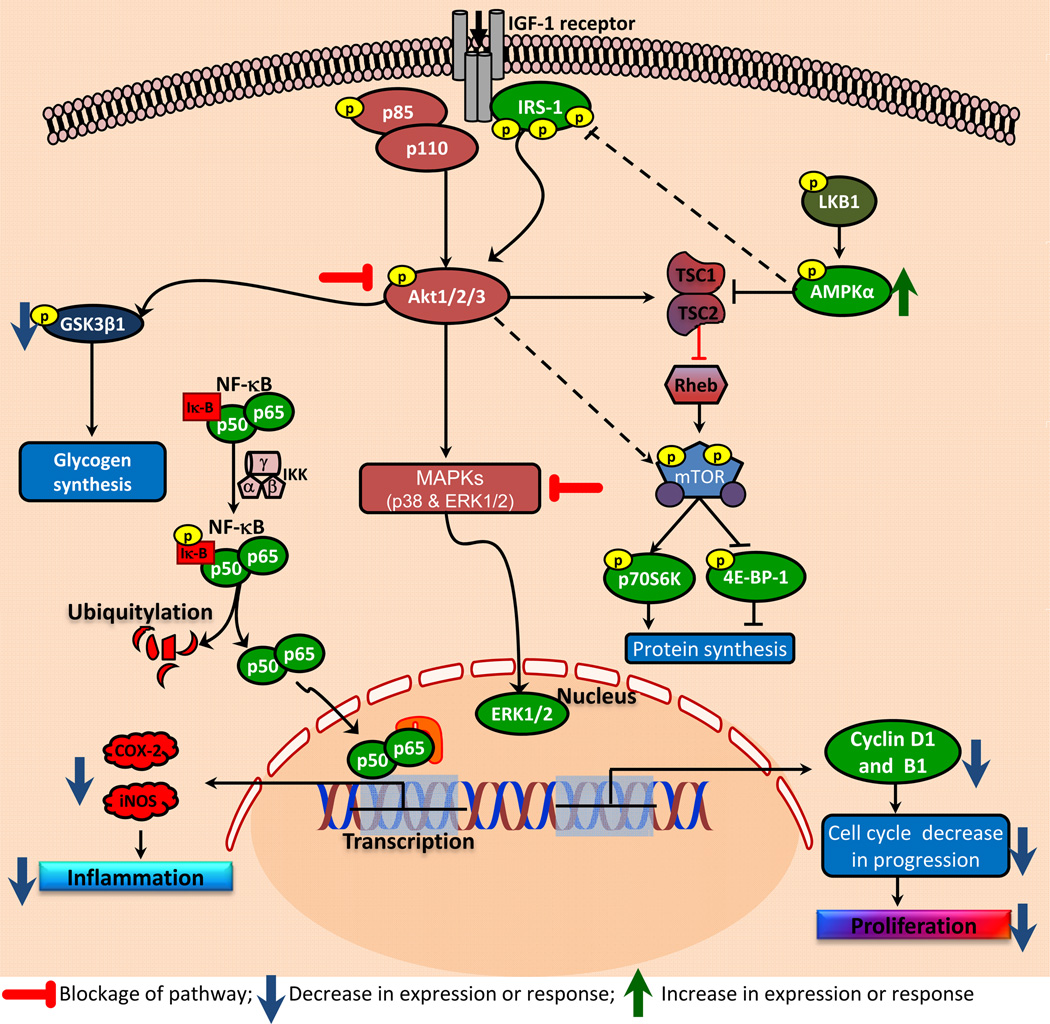 IGF-1 receptor
p
p85
p110
IRS-1
p
p
p
p
LKB1
p
AMPKα
TSC1
TSC2
p
Akt1/2/3
p
GSK3β1
Rheb
NF-κB
Iκ-B
p50
p65
Glycogen
synthesis
γ
α
β
IKK
MAPKs
(p38 & ERK1/2)
p
p
mTOR
NF-κB
p
Iκ-B
p50
p65
p
p70S6K
p
4E-BP-1
Ubiquitylation
p50
p65
Protein synthesis
Nucleus
ERK1/2
p50
p65
COX-2
iNOS
Cyclin D1
and B1
Transcription
Cell cycle decrease
in progression
Inflammation
Proliferation
Blockage of pathway; Decrease in expression or response; Increase in expression or response